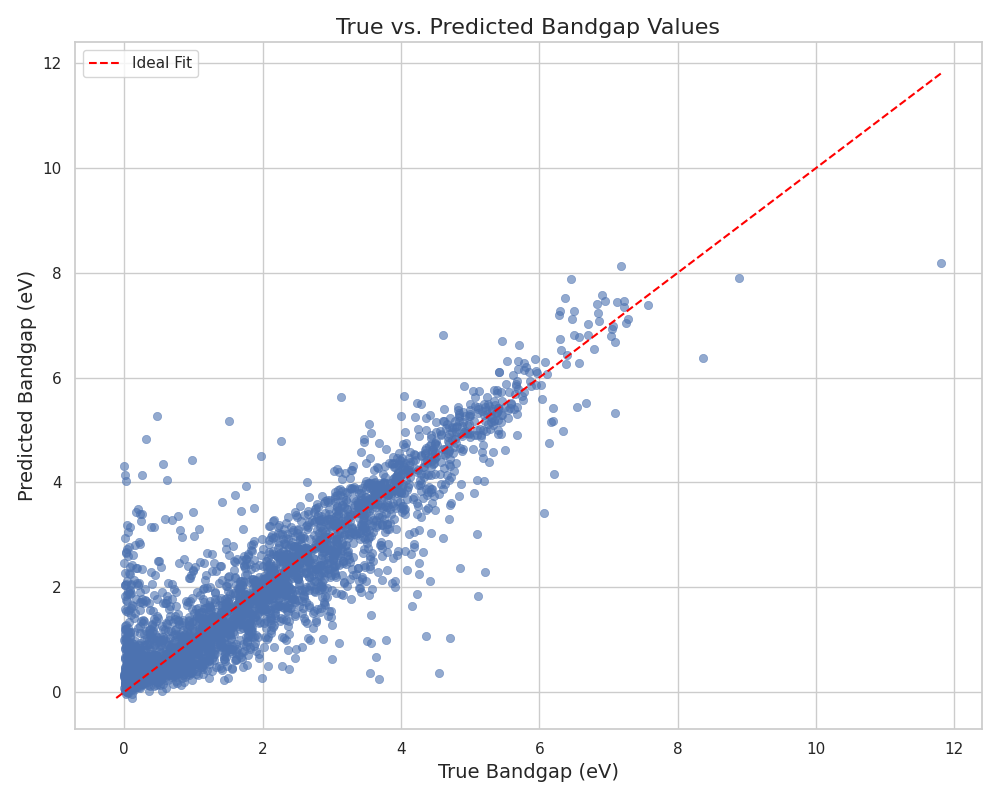 True vs. Predicted Bandgap Values
Ideal Fit
12
10
8
6
4
2
0
Predicted Bandgap (eV)
0 2 4 6 8 10 12
True Bandgap (eV)